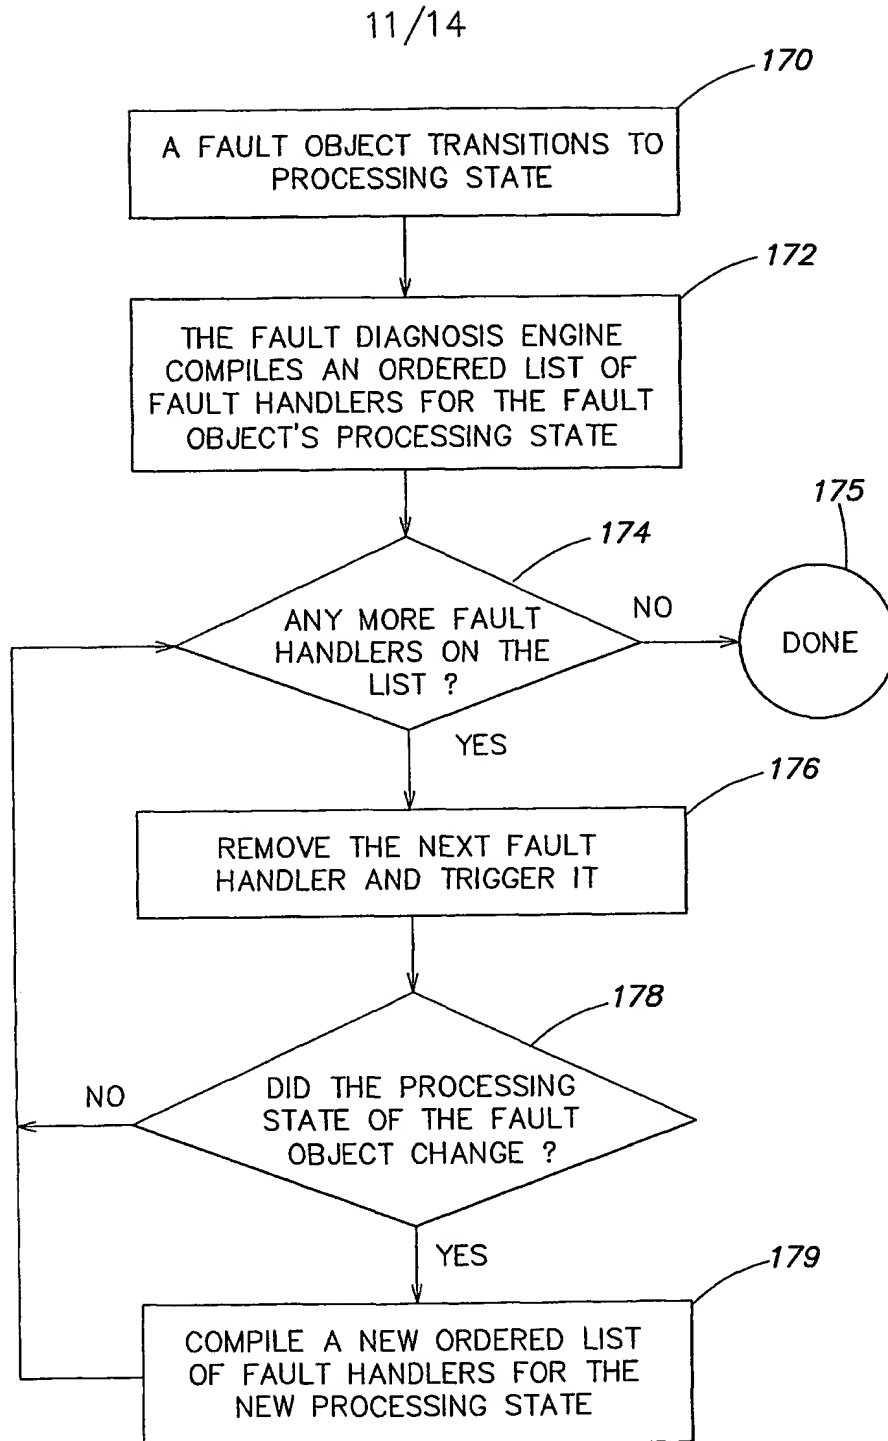 11/14
170
A FAULT OBJECT TRANSITIONS TO
PROCESSING STATE
172
THE FAULT DIAGNOSIS ENGINE
COMPILES AN ORDERED LIST OF
FAULT HANDLERS FOR THE FAULT
OBJECT'S PROCESSING STATE
174
175
ANY MORE FAULT
HANDLERS ON THE
LIST ?
NO
DONE
YES
176
REMOVE THE NEXT FAULT
HANDLER AND TRIGGER IT
178
DID THE PROCESSING
STATE OF THE FAULT
OBJECT CHANGE ?
NO
YES
179
COMPILE A NEW ORDERED LIST
OF FAULT HANDLERS FOR THE
NEW PROCESSING STATE